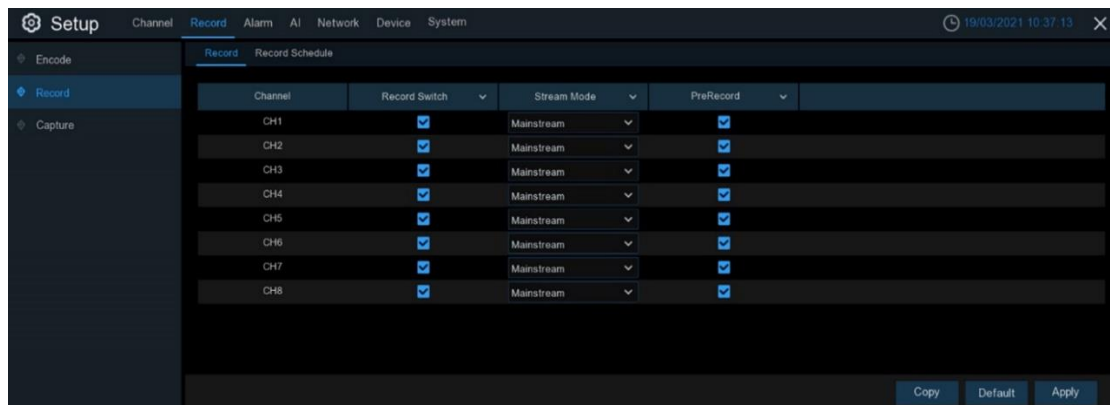 Setup Channel Record Alarm AI Network Device System 19/03/2021 10:37:13
Encode
Record
Capture
Record Record Schedule
Channel Record Switch Stream Mode PreRecord
CH1 Mainstream
CH2 Mainstream
CH3 Mainstream
CH4 Mainstream
CH5 Mainstream
CH6 Mainstream
CH7 Mainstream
CH8 Mainstream
Copy Default Apply